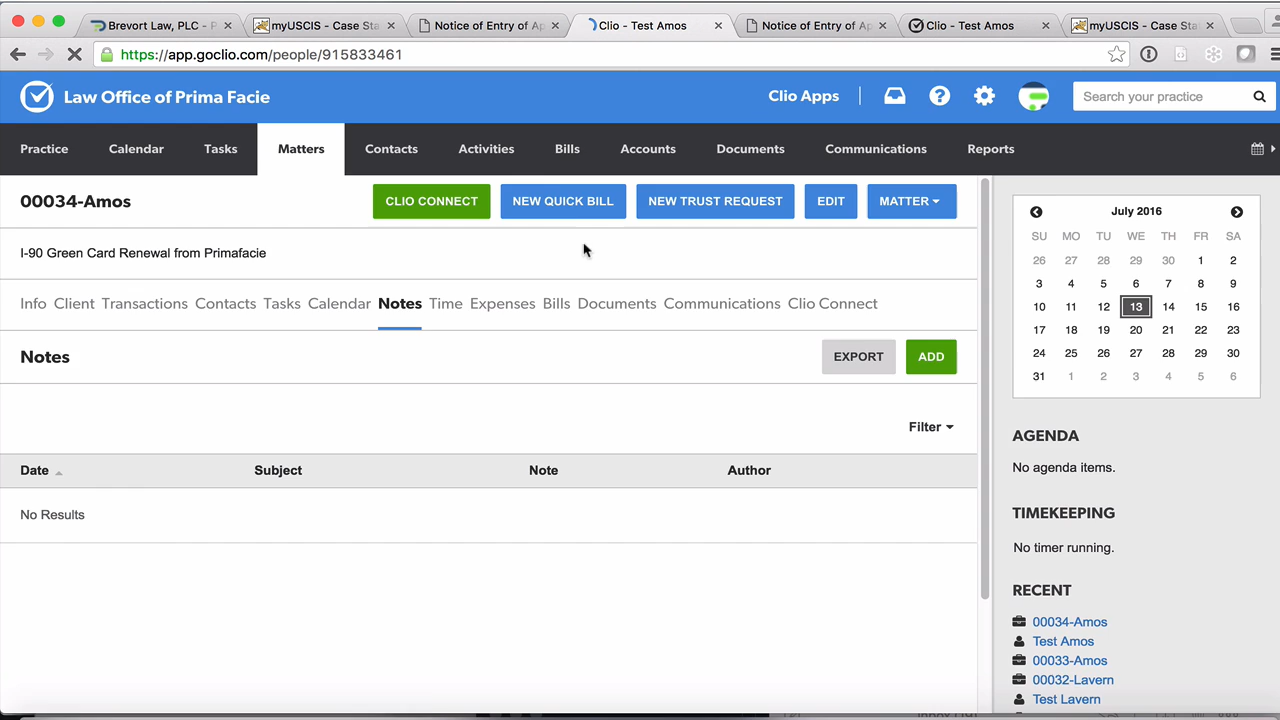 Brevort Law, PLC - P
myUSCIS - Case Sta
Notice of Entry of Ap
Clio - Test Amos
Notice of Entry of Ap
Clio - Test Amos
myUSCIS - Case Sta
https://app.goclio.com/people/915833461
Law Office of Prima Facie
Clio Apps
Search your practice
Practice Calendar Tasks Matters Contacts Activities Bills Accounts Documents Communications Reports
00034-Amos
CLIO CONNECT NEW QUICK BILL NEW TRUST REQUEST EDIT MATTER
I-90 Green Card Renewal from Primafacie
Info Client Transactions Contacts Tasks Calendar Notes Time Expenses Bills Documents Communications Clio Connect
Notes
EXPORT ADD
Filter
Date Subject Note Author
No Results
July 2016
SU MO TU WE TH FR SA
26 27 28 29 30 1 2
3 4 5 6 7 8 9
10 11 12 13 14 15 16
17 18 19 20 21 22 23
24 25 26 27 28 29 30
31 1 2 3 4 5 6
AGENDA
No agenda items.
TIMEKEEPING
No timer running.
RECENT
00034-Amos
Test Amos
00033-Amos
00032-Lavern
Test Lavern